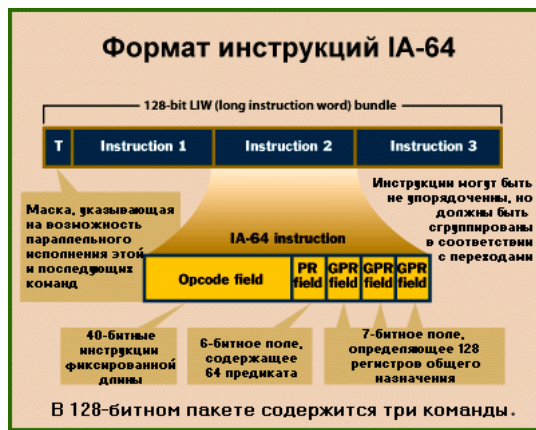 Формат инструкций IA-64
128-bit LIW (long instruction word) bundle
T Instruction 1 Instruction 2 Instruction 3
Маска, указывающая
на возможность
параллельного
исполнения этой
и последующих
команд
Инструкции могут быть
не упорядоченны, но
должны быть
сгруппированы
в соответствии
с переходами
IA-64 instruction
Opcode field
PR field
GPR field
GPR field
GPR field
40-битные
инструкции
фиксированной
длины
6-битное поле,
содержащее
64 предиката
7-битное поле,
определяющее 128
регистров общего
назначения
В 128-битном пакете содержится три команды.